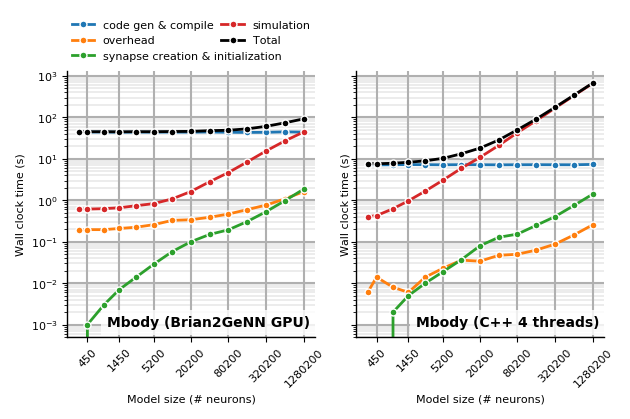 code gen & compile
overhead
synapse creation & initialization
simulation
Total
Wall clock time (s)
10³
10²
10¹
10⁰
10⁻¹
10⁻²
10⁻³
Mbody (Brian2GeNN GPU)
450
1450
5200
20200
80200
320200
1280200
Model size (# neurons)
Wall clock time (s)
Mbody (C++ 4 threads)
450
1450
5200
20200
80200
320200
1280200
Model size (# neurons)